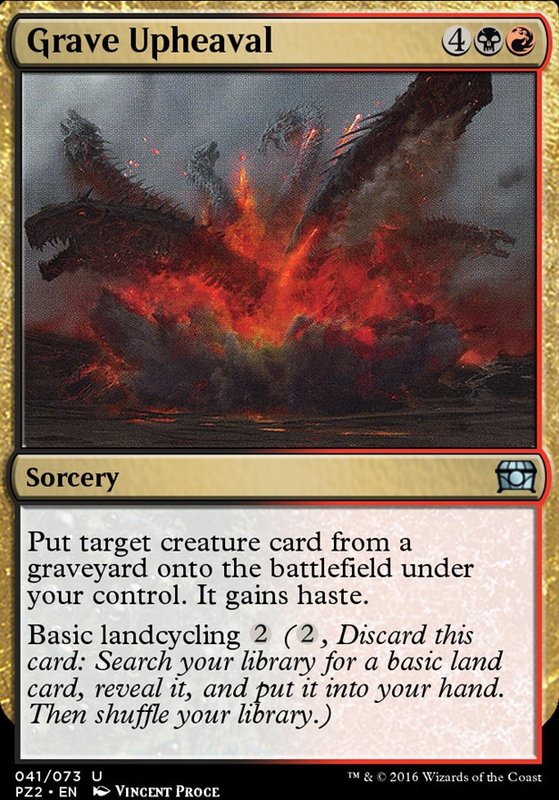 Grave Upheaval 4
Sorcery
Put target creature card from a
graveyard onto the battlefield under
your control. It gains haste.
Basic landcycling 2 (2, Discard this
card: Search your library for a basic land
card, reveal it, and put it into your hand.
Then shuffle your library.)
041/073 U
PZ2 • EN Vincent Proce
™ & © 2016 Wizards of the Coast